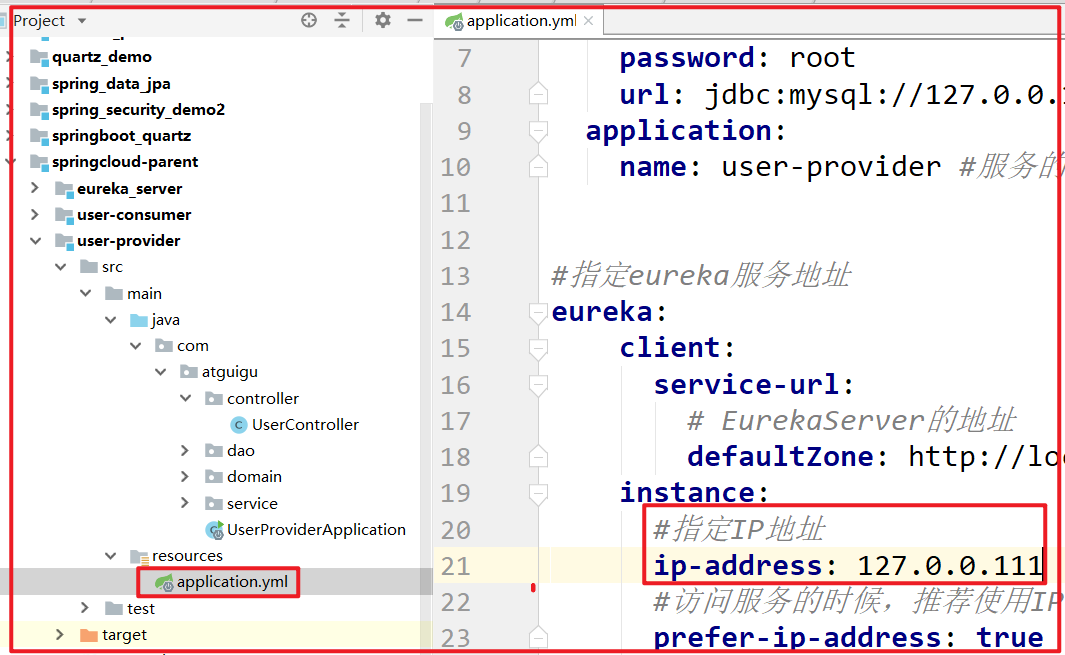 Project
quartz_demo
spring_data_jpa
spring_security_demo2
springboot_quartz
springcloud-parent
eureka_server
user-consumer
user-provider
src
main
java
com
atguigu
controller
UserController
dao
domain
service
UserProviderApplication
resources
application.yml
test
target
application.yml
7 password: root
8 url: jdbc:mysql://127.0.0.
9 application:
10 name: user-provider #服务的
11
12
13 #指定eureka服务地址
14 eureka:
15 client:
16 service-url:
17 # EurekaServer的地址
18 defaultZone: http://lo
19 instance:
20 #指定IP地址
21 ip-address: 127.0.0.111
22 #访问服务的时候，推荐使用IP
23 prefer-ip-address: true